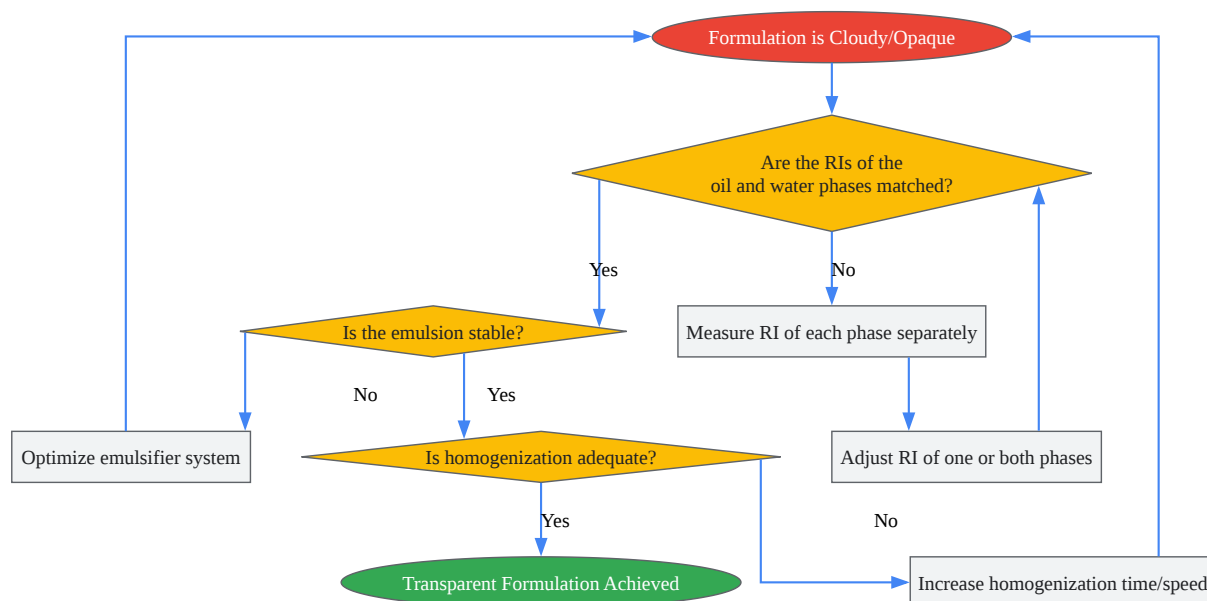 Formulation is Cloudy/Opaque
Are the RIs of the
oil and water phases matched?
Yes
No
Is the emulsion stable?
Measure RI of each phase separately
No
Yes
Optimize emulsifier system
Is homogenization adequate?
Adjust RI of one or both phases
Yes
No
Transparent Formulation Achieved
Increase homogenization time/speed